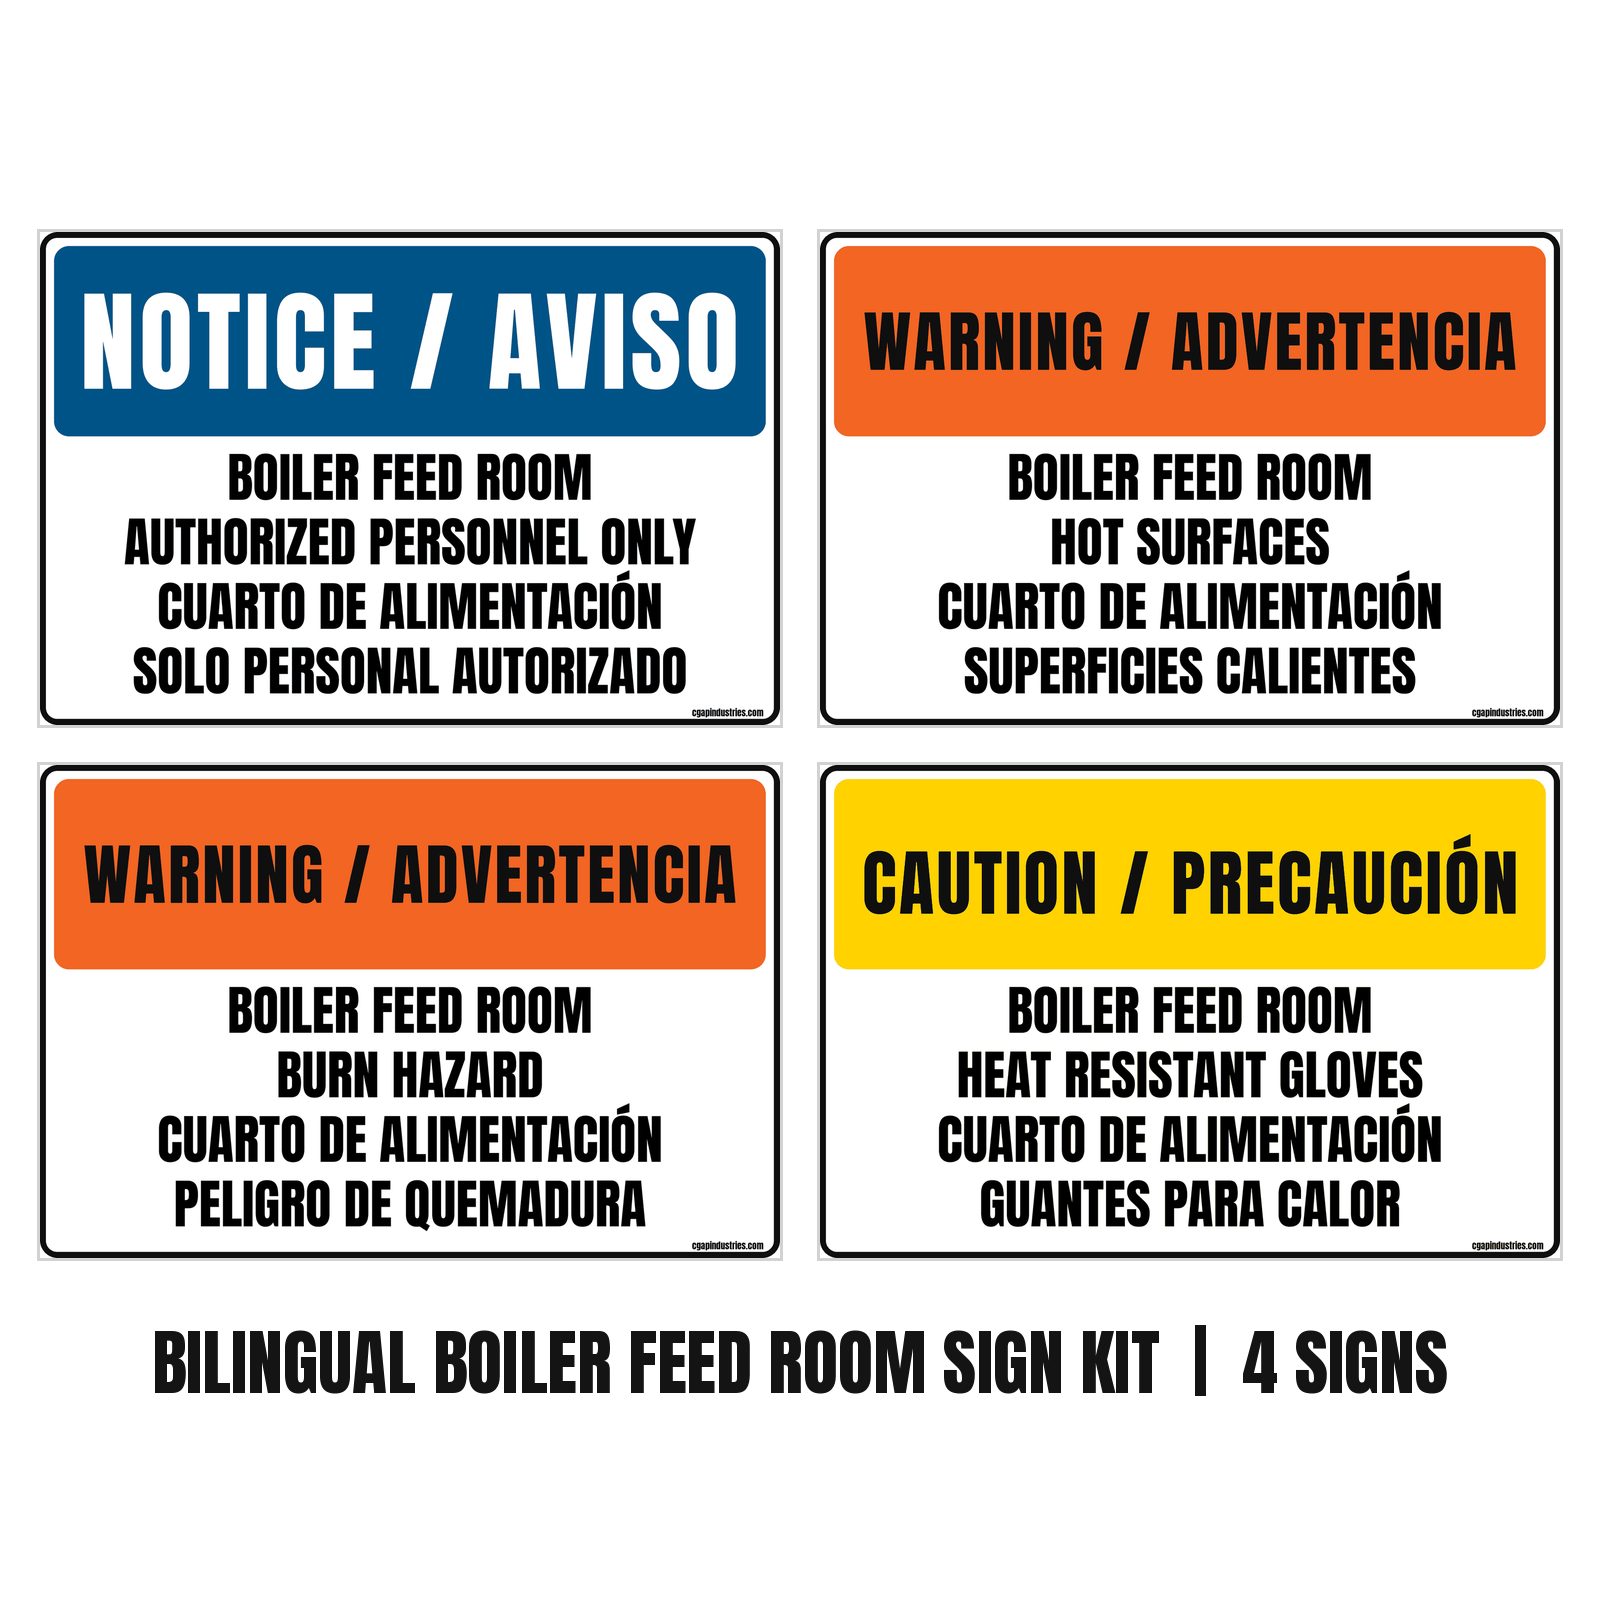 NOTICE / AVISO
BOILER FEED ROOM
AUTHORIZED PERSONNEL ONLY
CUARTO DE ALIMENTACIÓN
SOLO PERSONAL AUTORIZADO
cgapindustries.com
WARNING / ADVERTENCIA
BOILER FEED ROOM
HOT SURFACES
CUARTO DE ALIMENTACIÓN
SUPERFICIES CALIENTES
cgapindustries.com
WARNING / ADVERTENCIA
BOILER FEED ROOM
BURN HAZARD
CUARTO DE ALIMENTACIÓN
PELIGRO DE QUEMADURA
cgapindustries.com
CAUTION / PRECAUCIÓN
BOILER FEED ROOM
HEAT RESISTANT GLOVES
CUARTO DE ALIMENTACIÓN
GUANTES PARA CALOR
cgapindustries.com
BILINGUAL BOILER FEED ROOM SIGN KIT | 4 SIGNS